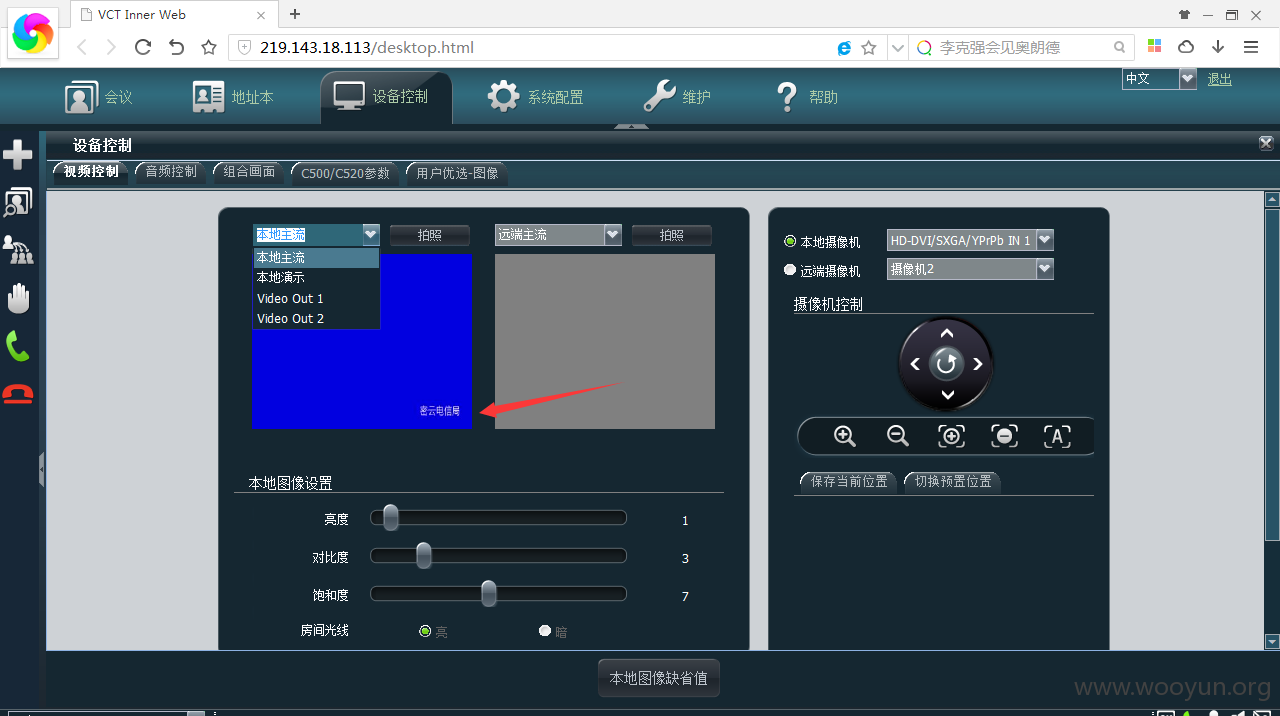 VCT Inner Web
219.143.18.113/desktop.html
李克强会见奥朗德
会议
地址本
设备控制
系统配置
维护
帮助
中文
退出
设备控制
视频控制
音频控制
组合画面
C500/C520参数
用户优选-图像
本地主流
拍照
远端主流
拍照
本地主流
本地演示
Video Out 1
Video Out 2
密云电信局
本地摄像机
HD-DVI/SXGA/YPrPb IN 1
远端摄像机
摄像机2
摄像机控制
A
保存当前位置
切换预置位置
本地图像设置
亮度
1
对比度
3
饱和度
7
房间光线
亮
暗
本地图像缺省值
www.wooyun.org